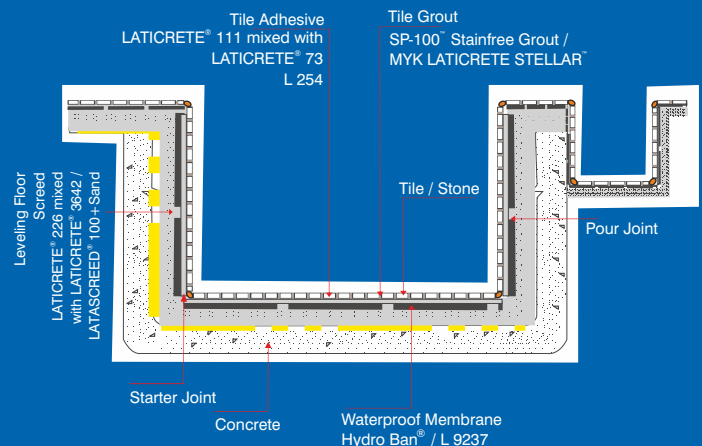 Tile Adhesive
LATICRETE® 111 mixed with
LATICRETE® 73
L 254
Tile Grout
SP-100™ Stainfree Grout /
MYK LATICRETE STELLAR™
Leveling Floor
Screed
LATICRETE® 226 mixed
with LATICRETE® 3642 /
LATASCREED® 100+Sand
Tile / Stone
Pour Joint
Starter Joint
Concrete
Waterproof Membrane
Hydro Ban® / L 9237